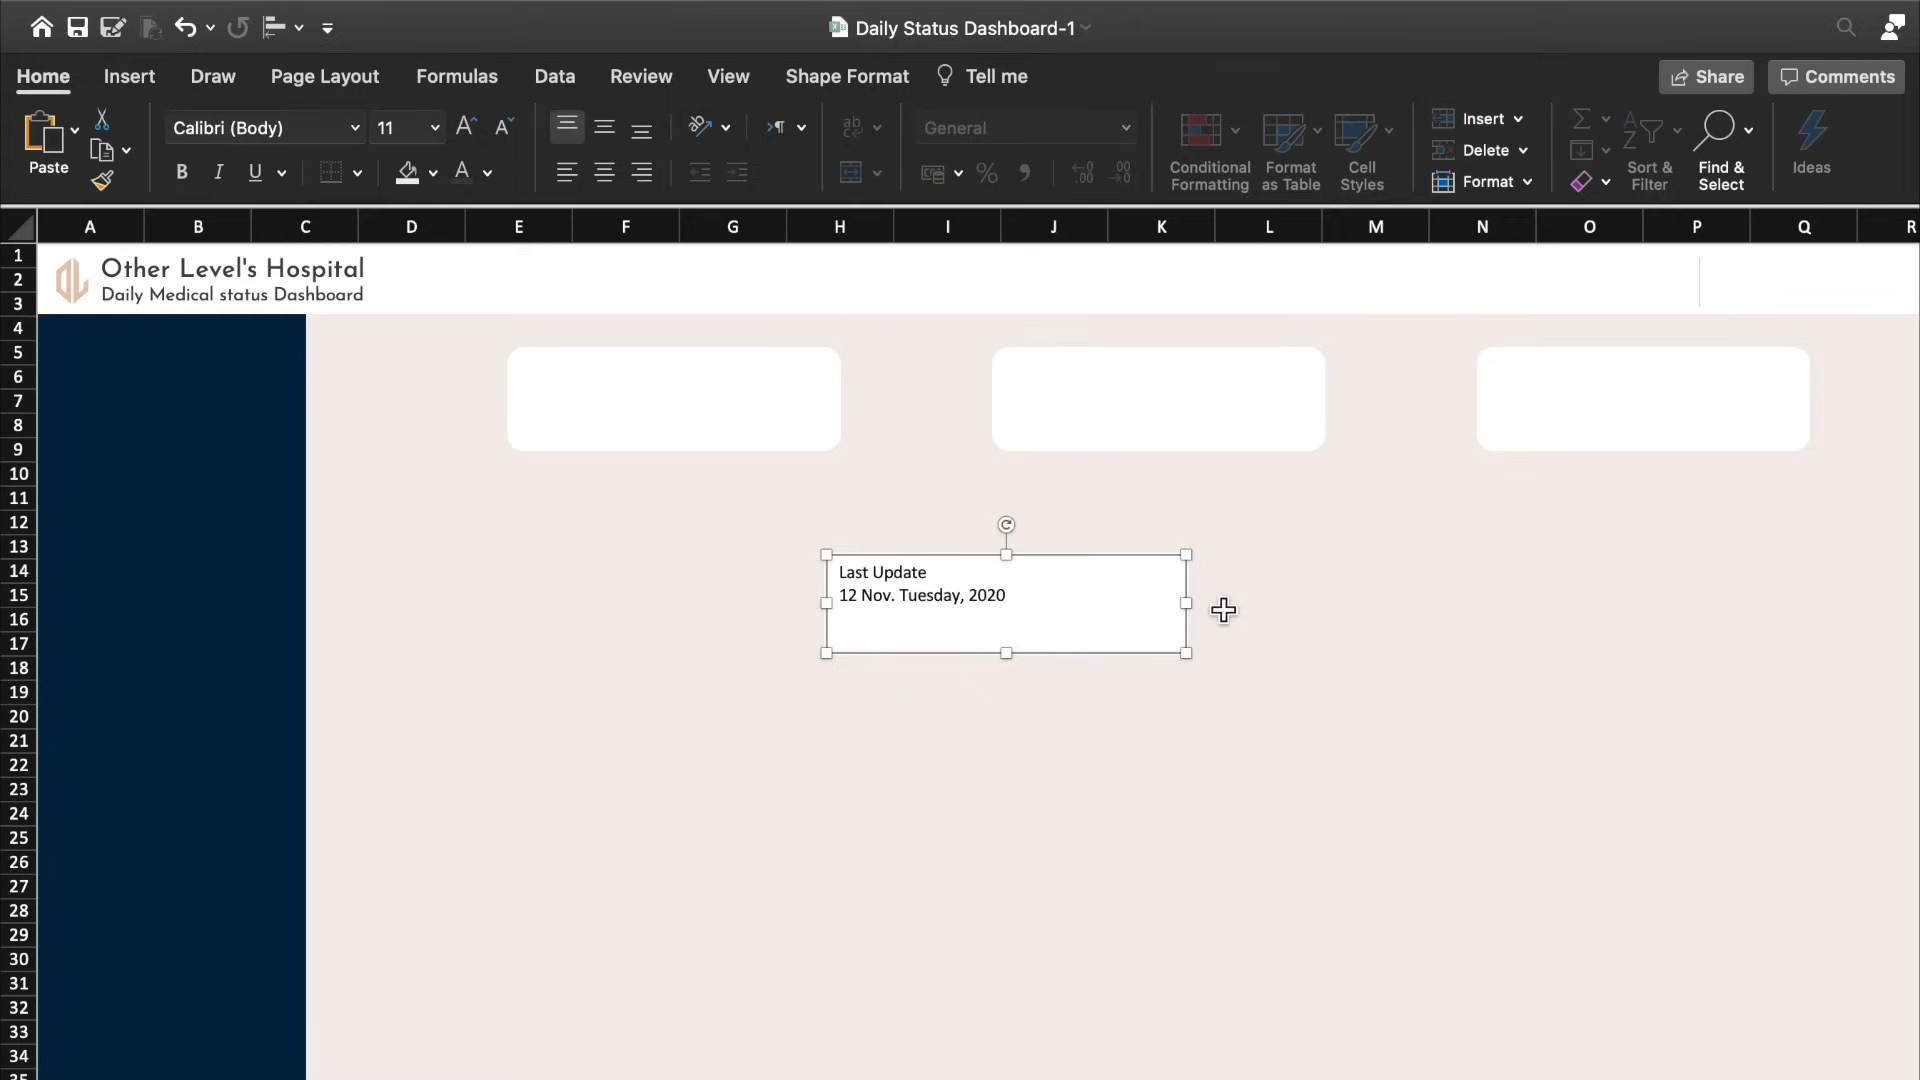 Daily Status Dashboard-1
Home Insert Draw Page Layout Formulas Data Review View Shape Format Tell me Share Comments
Paste
Calibri (Body) 11
B I U A
ab
General
%
Conditional Formatting
Format as Table
Cell Styles
Insert
Delete
Format
Sort & Filter
Find & Select
Ideas
A B C D E F G H I J K L M N O P Q R
1
2
3
4
5
6
7
8
9
10
11
12
13
14
15
16
17
18
19
20
21
22
23
24
25
26
27
28
29
30
31
32
33
34
35
Other Level's Hospital
Daily Medical status Dashboard
Last Update
12 Nov. Tuesday, 2020